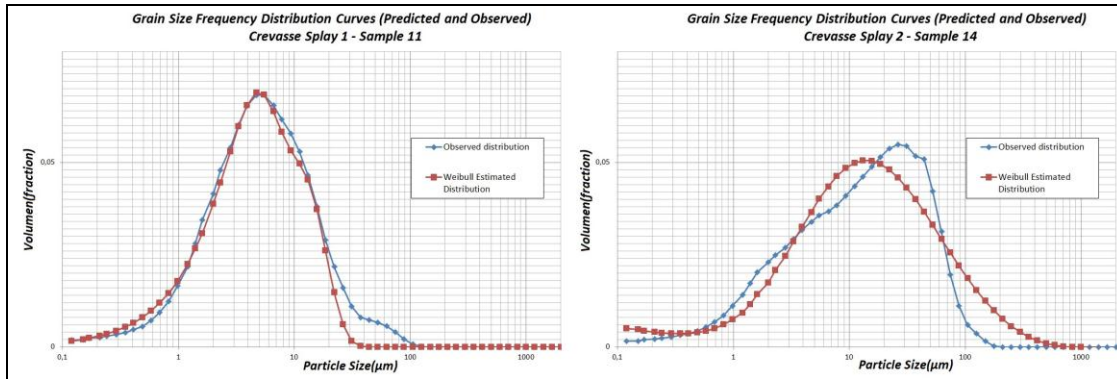 Grain Size Frequency Distribution Curves (Predicted and Observed)
Crevasse Splay 1 - Sample 11
Volumen(fraction)
0,05
0
Observed distribution
Weibull Estimated
Distribution
0,1
1
10
100
1000
Particle Size(µm)
Grain Size Frequency Distribution Curves (Predicted and Observed)
Crevasse Splay 2 - Sample 14
Volumen(fraction)
0,05
0
Observed distribution
Weibull Estimated
Distribution
0,1
1
10
100
1000
Particle Size(µm)